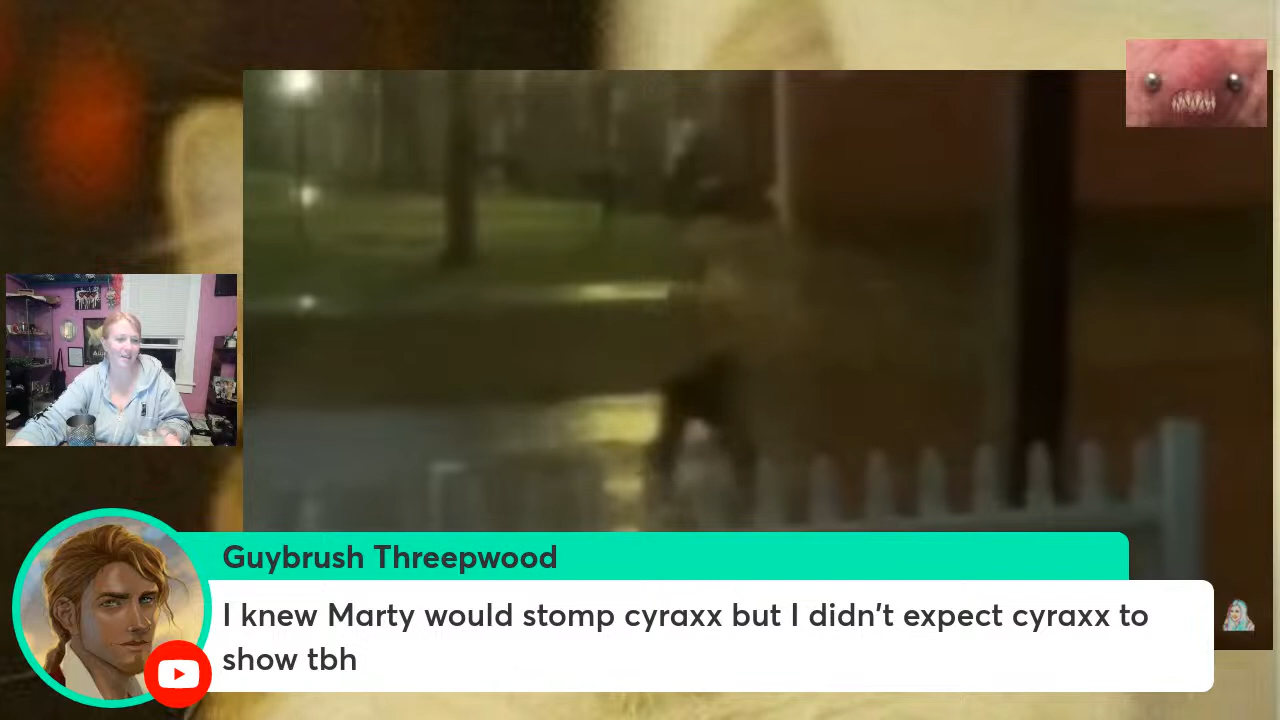 Guybrush Threepwood
I knew Marty would stomp cyraxx but I didn't expect cyraxx to
show tbh